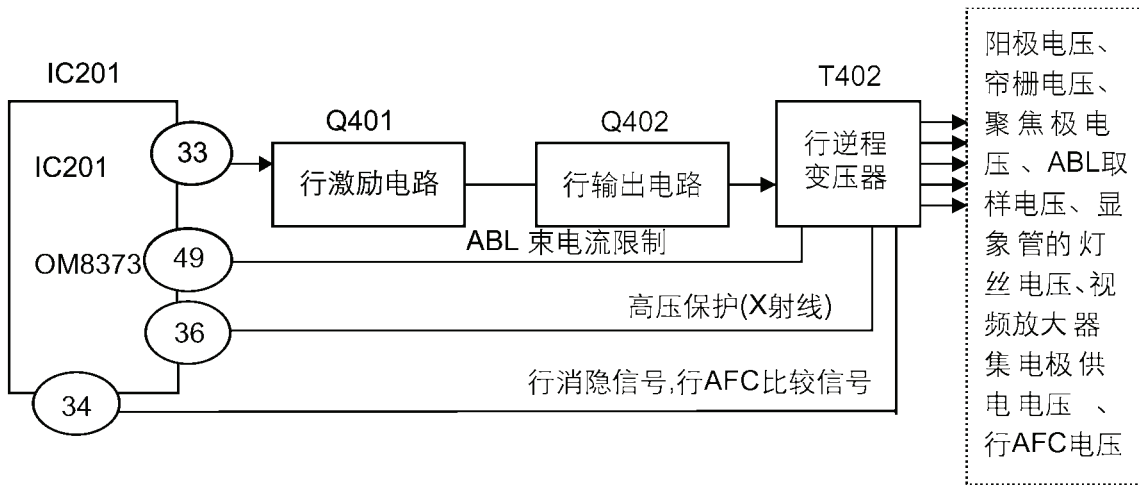 IC201
IC201
OM8373
33
49
36
34
Q401
行激励电路
Q402
行输出电路
T402
行逆程
变压器
ABL 束电流限制
高压保护(X射线)
行消隐信号,行AFC比较信号
阳极电压、
帘栅电压、
聚焦极电
压、ABL取
样电压、显
象管的灯
丝电压、视
频放大器
集电极供
电电压、
行AFC电压